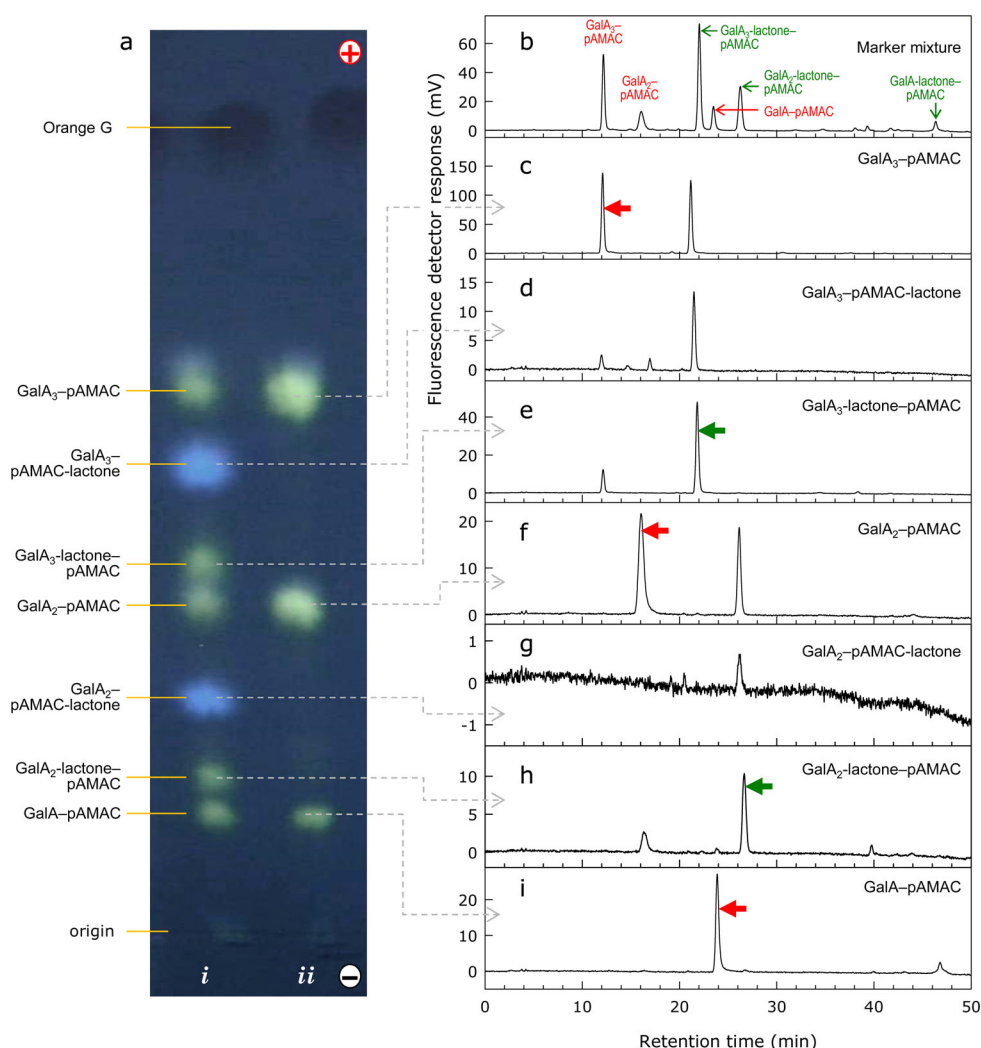 a
+
Orange G
GalA₃–pAMAC
GalA₃–
pAMAC-lactone
GalA₃-lactone–
pAMAC
GalA₂–pAMAC
GalA₂–
pAMAC-lactone
GalA₂-lactone–
pAMAC
GalA–pAMAC
origin
i
ii
−
Fluorescence detector response (mV)
b
Marker mixture
GalA₃–
pAMAC
GalA₂–
pAMAC
GalA₃-lactone–
pAMAC
GalA₂-lactone–
pAMAC
GalA–pAMAC
GalA-lactone–
pAMAC
60
40
20
0
c
GalA₃–pAMAC
150
100
50
0
d
GalA₃–pAMAC-lactone
15
10
5
0
e
GalA₃-lactone–pAMAC
40
20
0
f
GalA₂–pAMAC
20
10
0
g
GalA₂–pAMAC-lactone
1
0
-1
h
GalA₂-lactone–pAMAC
10
5
0
i
GalA–pAMAC
20
10
0
0 10 20 30 40 50
Retention time (min)